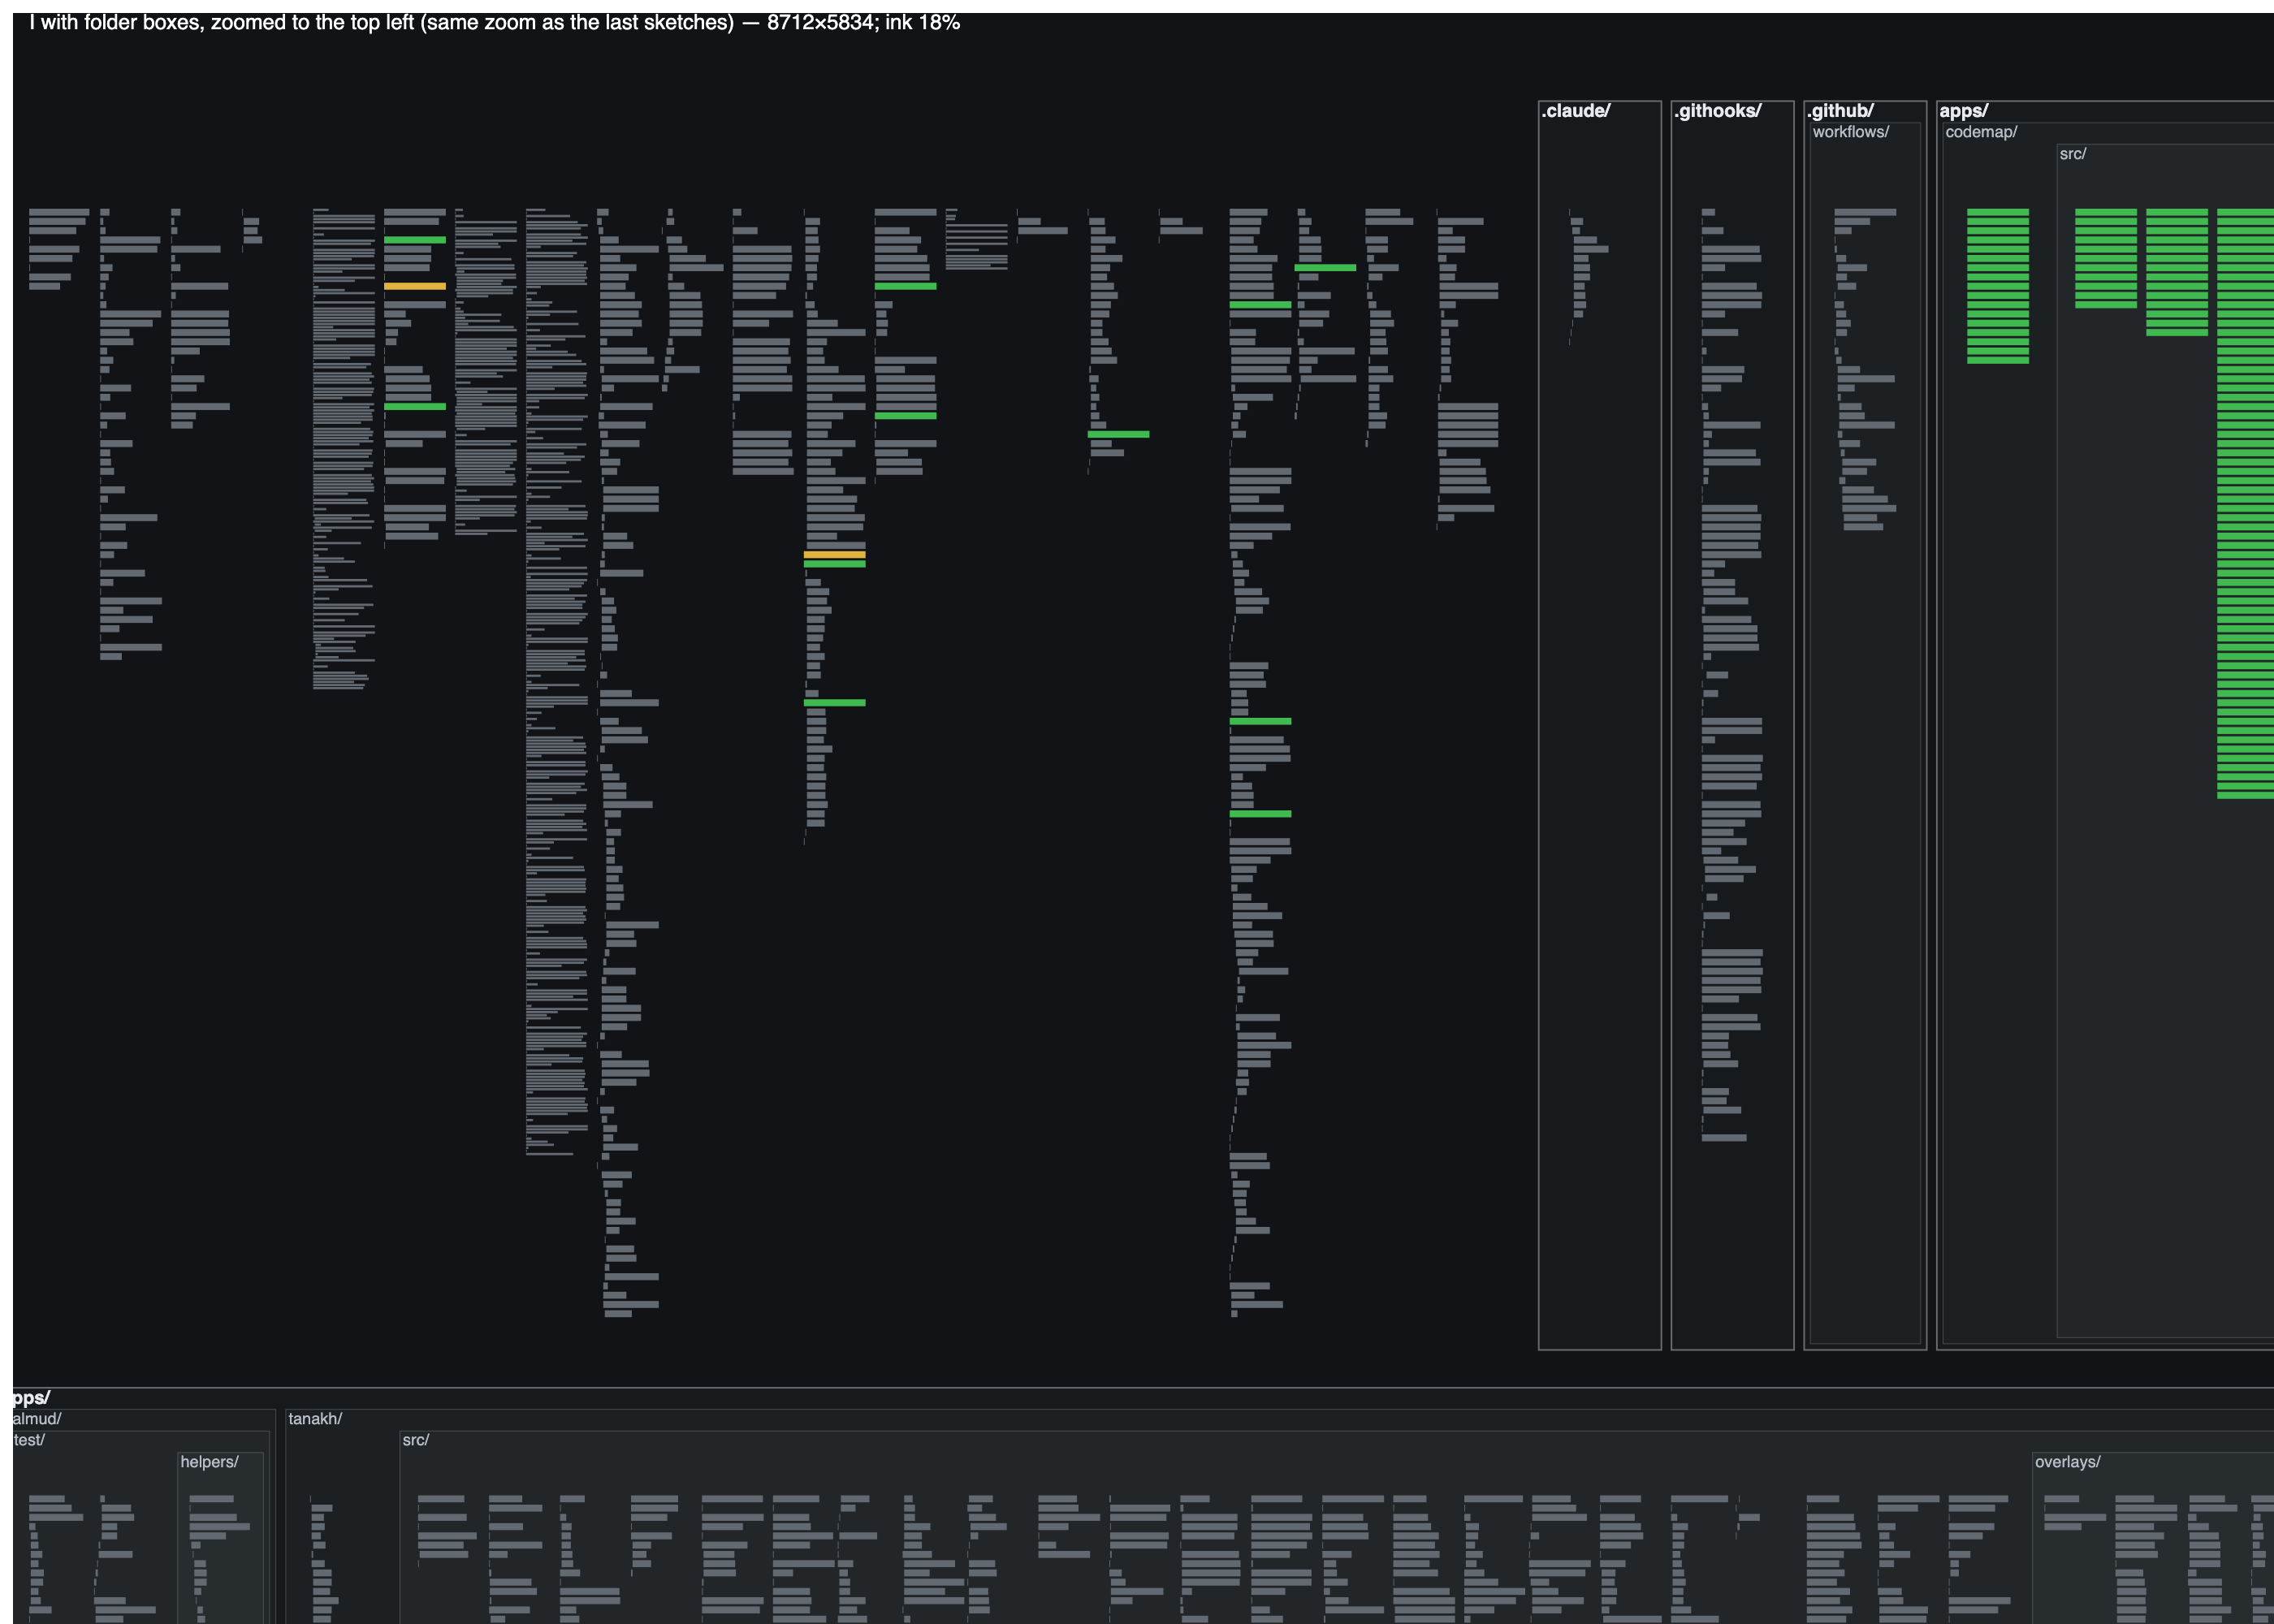 I with folder boxes, zoomed to the top left (same zoom as the last sketches) — 8712×5834; ink 18%
.claude/
.githooks/
.github/
apps/
workflows/
codemap/
src/
pps/
almud/
tanakh/
test/
src/
helpers/
overlays/